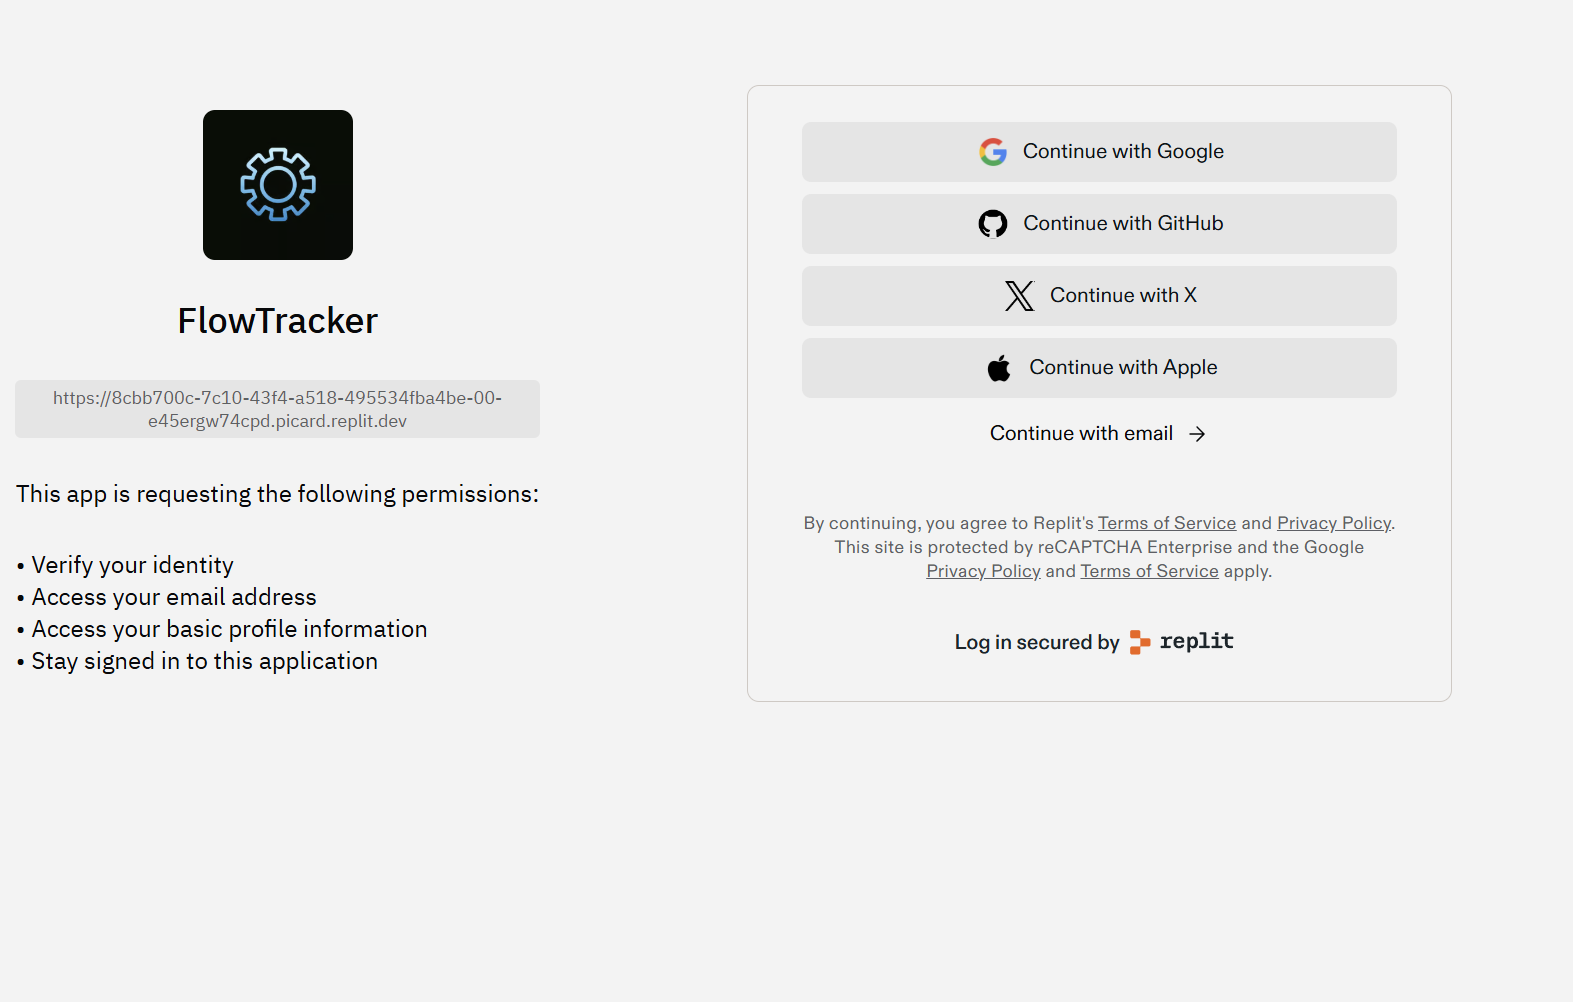 FlowTracker
https://8cbb700c-7c10-43f4-a518-495534fba4be-00-
e45ergw74cpd.picard.replit.dev
This app is requesting the following permissions:
• Verify your identity
• Access your email address
• Access your basic profile information
• Stay signed in to this application
Continue with Google
Continue with GitHub
Continue with X
Continue with Apple
Continue with email →
By continuing, you agree to Replit's Terms of Service and Privacy Policy.
This site is protected by reCAPTCHA Enterprise and the Google
Privacy Policy and Terms of Service apply.
Log in secured by replit